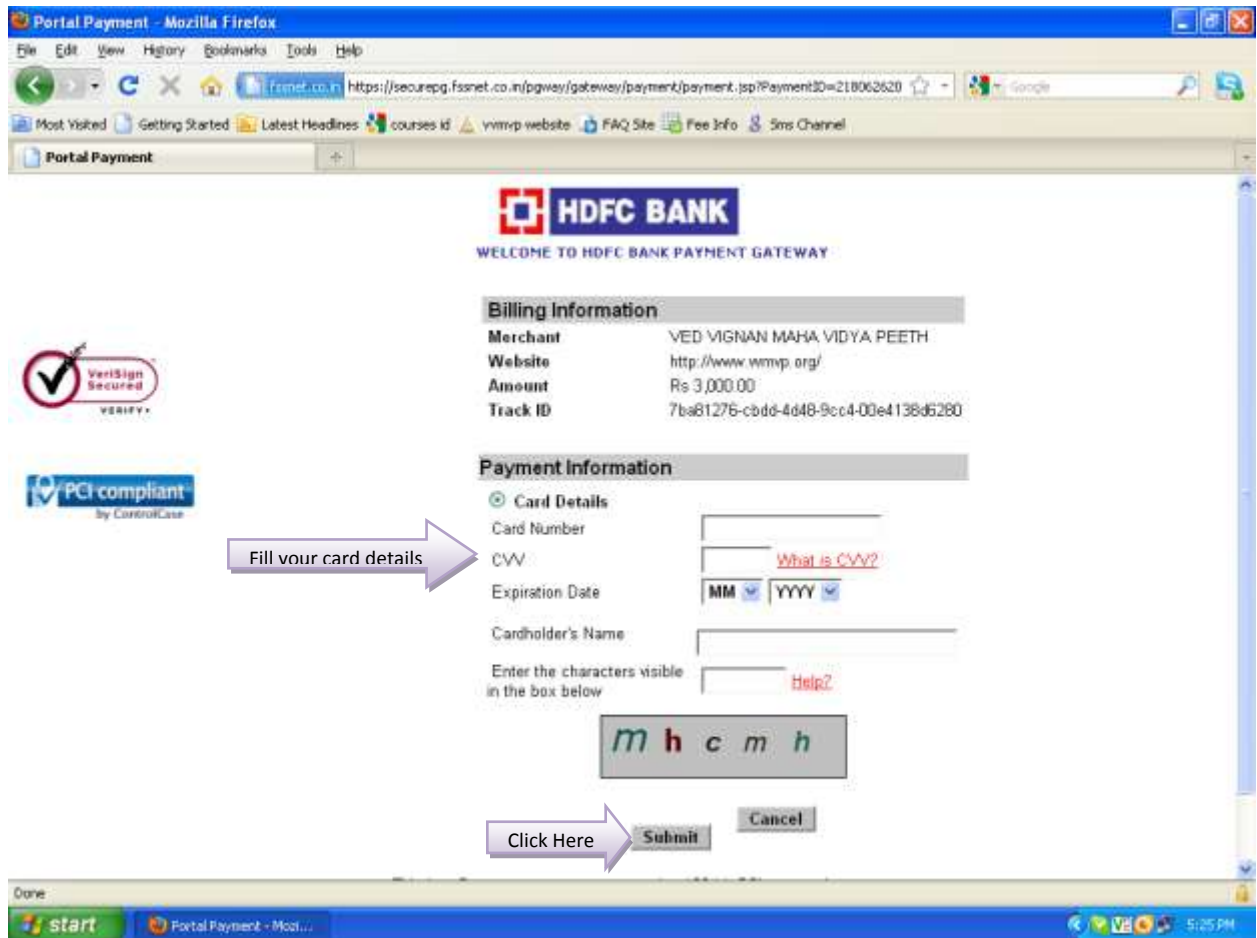 Portal Payment - Mozilla Firefox
File Edit View History Bookmarks Tools Help
fssnet.co.in https://securepg.fssnet.co.in/pgway/gateway/payment/payment.jsp?PaymentID=218062620 Google
Most Visited Getting Started Latest Headlines courses id vvmvp website FAQ Site Fee Info Sms Channel
Portal Payment
HDFC BANK
WELCOME TO HDFC BANK PAYMENT GATEWAY
Billing Information
Merchant VED VIGNAN MAHA VIDYA PEETH
Website http://www.vvmvp.org/
Amount Rs 3,000.00
Track ID 7ba81276-cbdd-4d48-9cc4-00e4138d6280
VeriSign Secured
VERIFY
Payment Information
PCI compliant
by ControlCase
Card Details
Card Number
Fill your card details
CVV What is CVV?
Expiration Date MM YYYY
Cardholder's Name
Enter the characters visible
in the box below Help?
m h c m h
Cancel
Click Here Submit
Done
start Portal Payment - Mozi... 5:25 PM